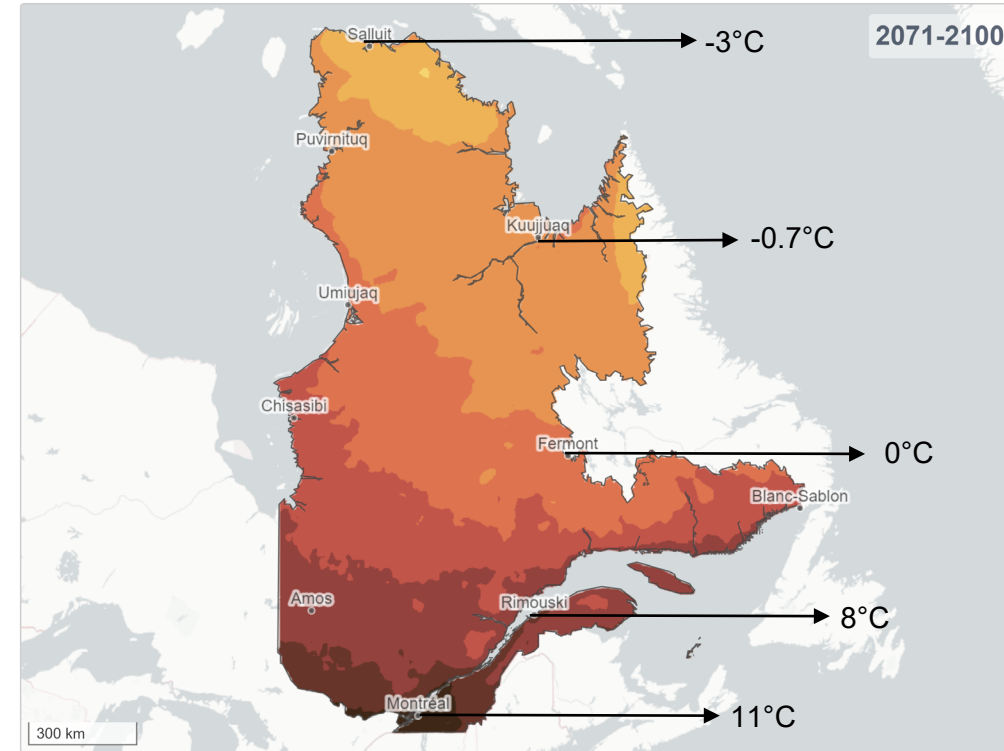 Salluit
-3°C
2071-2100
Puvirnituq
Kuujjuaq
-0.7°C
Umiujaq
Chisasibi
Fermont
0°C
Blanc-Sablon
Amos
Rimouski
8°C
Montréal
11°C
300 km